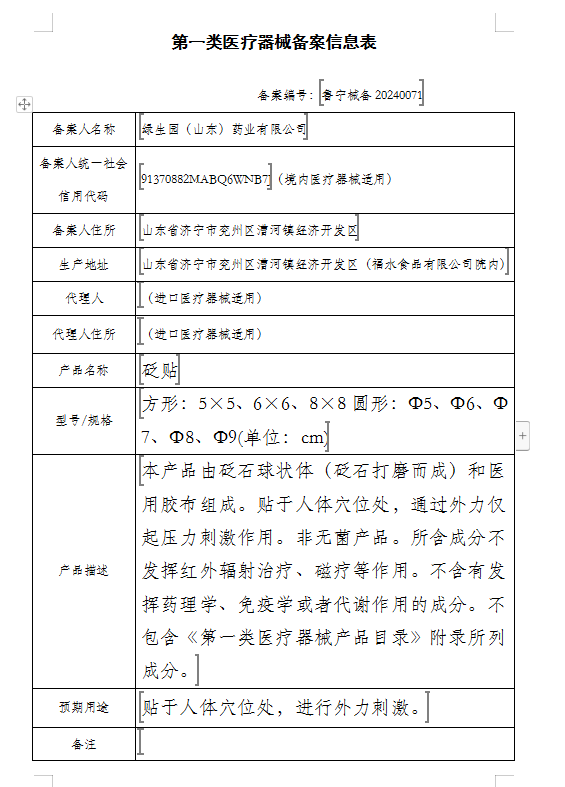 第一类医疗器械备案信息表
备案编号：鲁宁械备 20240071
备案人名称
绿生园（山东）药业有限公司
备案人统一社会
信用代码
91370882MABQ6WNB7（境内医疗器械适用）
备案人住所
山东省济宁市兖州区漕河镇经济开发区
生产地址
山东省济宁市兖州区漕河镇经济开发区（福水食品有限公司院内）
代理人
（进口医疗器械适用）
代理人住所
（进口医疗器械适用）
产品名称
砭贴
型号/规格
方形：5×5、6×6、8×8 圆形：Φ5、Φ6、Φ
7、Φ8、Φ9(单位：cm)
产品描述
本产品由砭石球状体（砭石打磨而成）和医
用胶布组成。贴于人体穴位处，通过外力仅
起压力刺激作用。非无菌产品。所含成分不
发挥红外辐射治疗、磁疗等作用。不含有发
挥药理学、免疫学或者代谢作用的成分。不
包含《第一类医疗器械产品目录》附录所列
成分。
预期用途
贴于人体穴位处，进行外力刺激。
备注